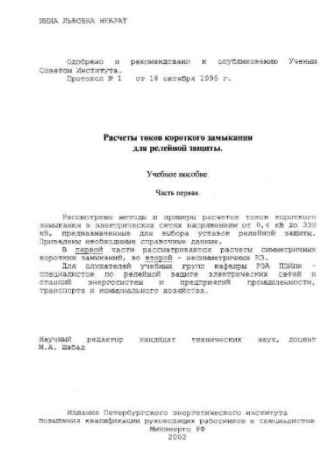 ИННА ЛЬВОВНА НЕБРАТ
Одобрено и рекомендовано к опубликованию Ученым
Советом Института.
Протокол № 1 от 18 октября 1995 г.
Расчеты токов короткого замыкания
для релейной защиты.
Учебное пособие.
Часть первая.
Рассмотрены методы и примеры расчетов токов короткого
замыкания в электрических сетях напряжением от 0,4 кВ до 330
кВ, предназначенные для выбора уставок релейной защиты.
Приведены необходимые справочные данные.
В первой части рассматриваются расчеты симметричных
коротких замыканий, во второй - несимметричных КЗ.
Для слушателей учебных групп кафедры РЗА ПЭИпк -
специалистов по релейной защите электрических сетей и
станций энергосистем и предприятий промышленности,
транспорта и коммунального хозяйства.
Научный редактор кандидат технических наук, доцент
М.А. Шабад
Издание Петербургского энергетического института
повышения квалификации руководящих работников и специалистов
Минэнерго РФ
2002